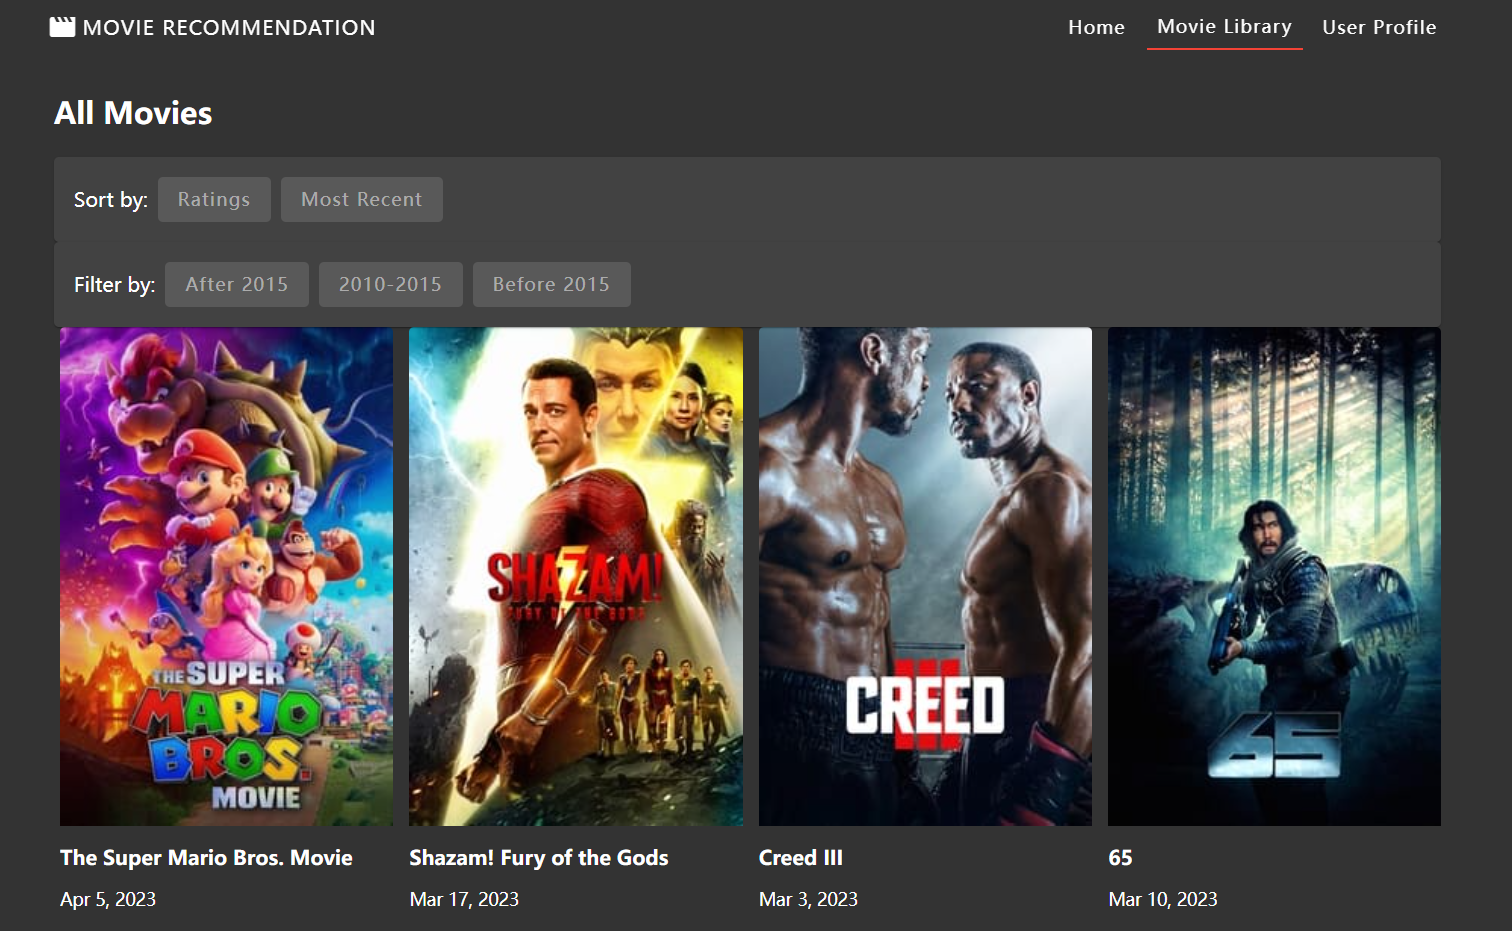 MOVIE RECOMMENDATION
Home
Movie Library
User Profile
All Movies
Sort by:
Ratings
Most Recent
Filter by:
After 2015
2010-2015
Before 2015
THE SUPER
MARIO
BROS.
MOVIE
SHAZAM!
FURY OF THE GODS
III
CREED
65
The Super Mario Bros. Movie
Shazam! Fury of the Gods
Creed III
65
Apr 5, 2023
Mar 17, 2023
Mar 3, 2023
Mar 10, 2023